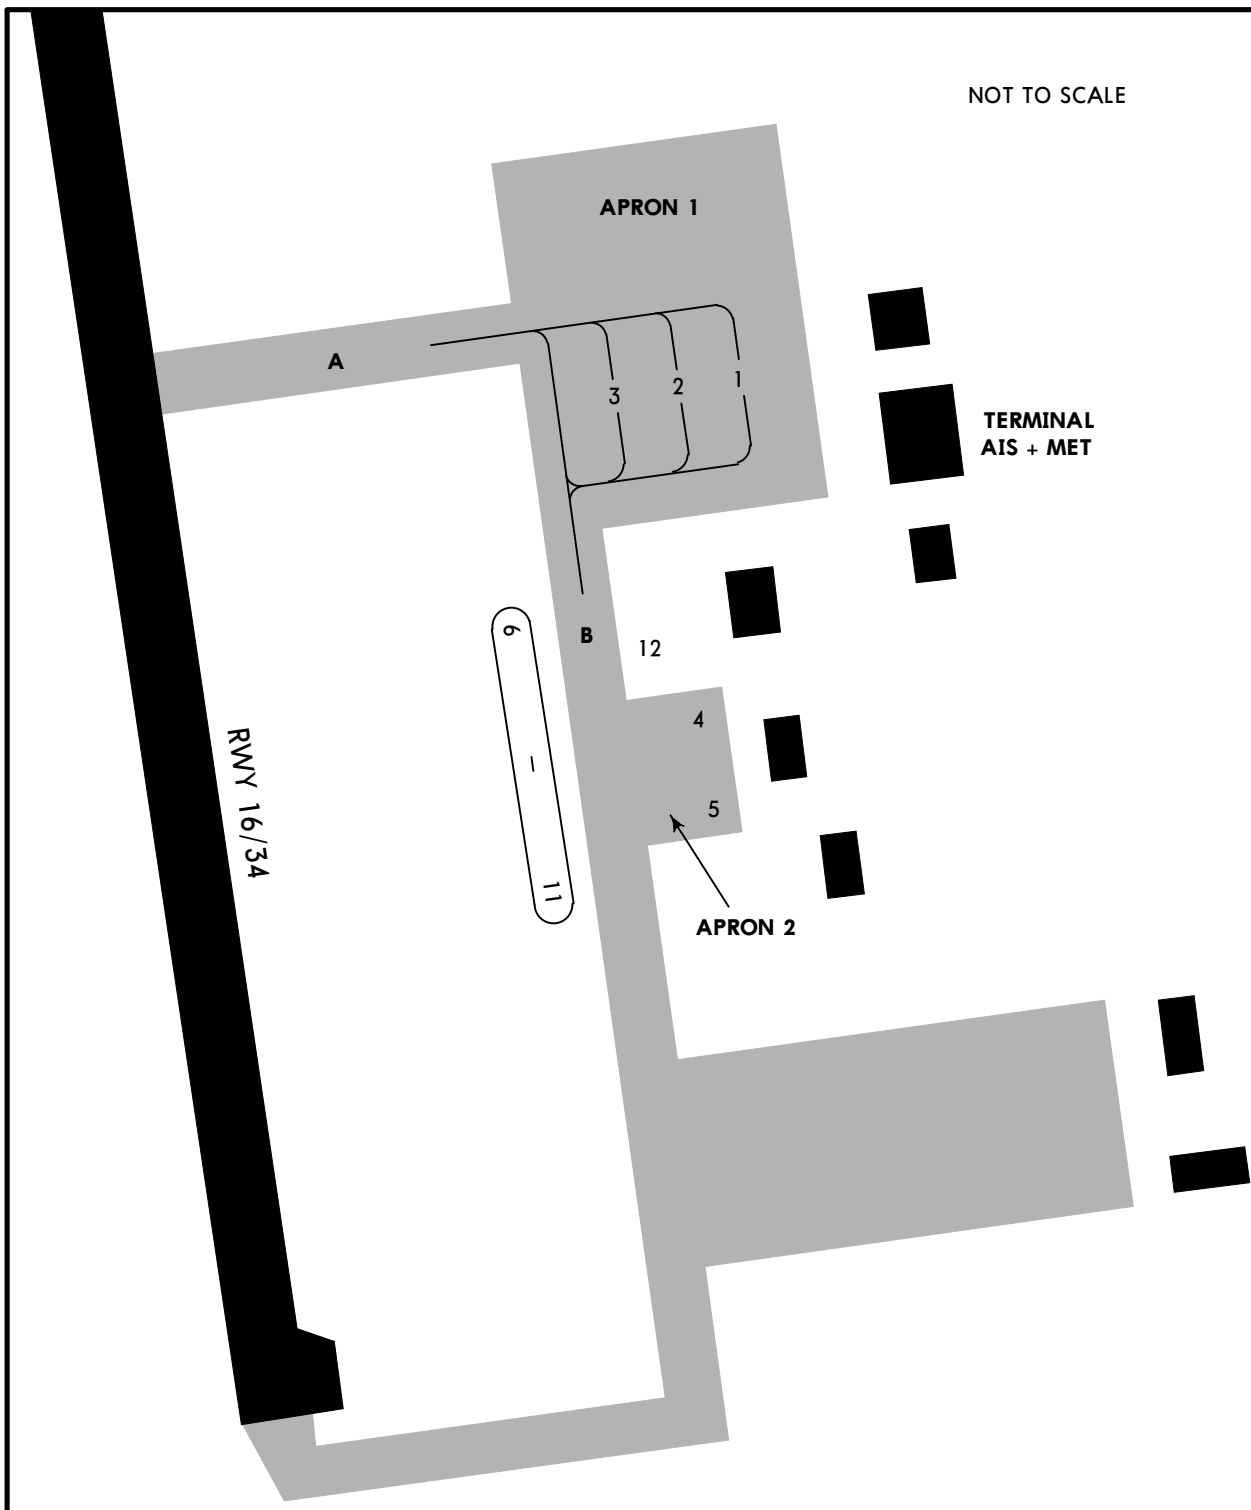 NOT TO SCALE
APRON 1
A
3
2
1
TERMINAL
AIS + MET
6
B
12
4
–
5
RWY 16/34
11
APRON 2